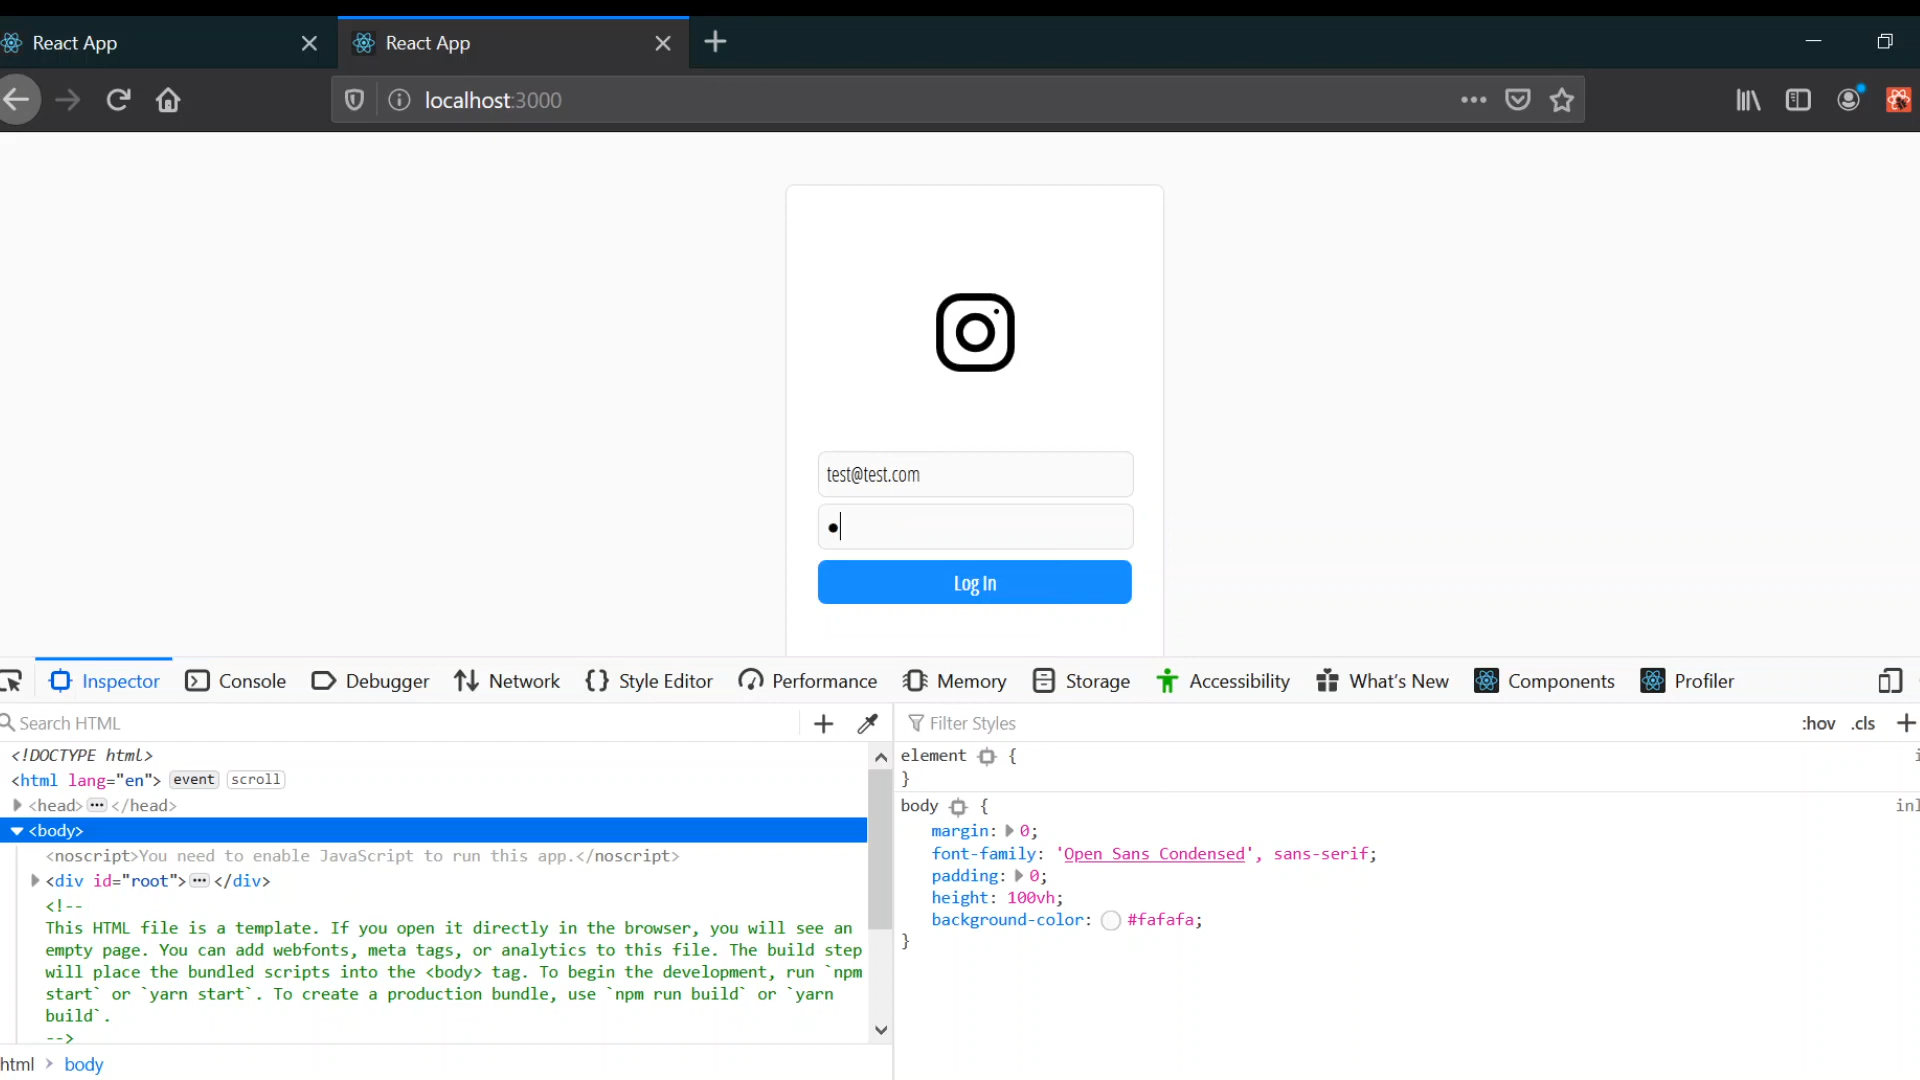 React App
React App
localhost:3000
test@test.com
Log In
Inspector Console Debugger Network Style Editor Performance Memory Storage Accessibility What's New Components Profiler
Search HTML
Filter Styles
:hov .cls
<!DOCTYPE html>
<html lang="en"> event scroll
<head> </head>
<body>
<noscript>You need to enable JavaScript to run this app.</noscript>
<div id="root"> </div>
<!--
This HTML file is a template. If you open it directly in the browser, you will see an
empty page. You can add webfonts, meta tags, or analytics to this file. The build step
will place the bundled scripts into the <body> tag. To begin the development, run `npm
start` or `yarn start`. To create a production bundle, use `npm run build` or `yarn
build`.
-->
html > body
element {
}
body {
margin: 0;
font-family: 'Open Sans Condensed', sans-serif;
padding: 0;
height: 100vh;
background-color: #fafafa;
}